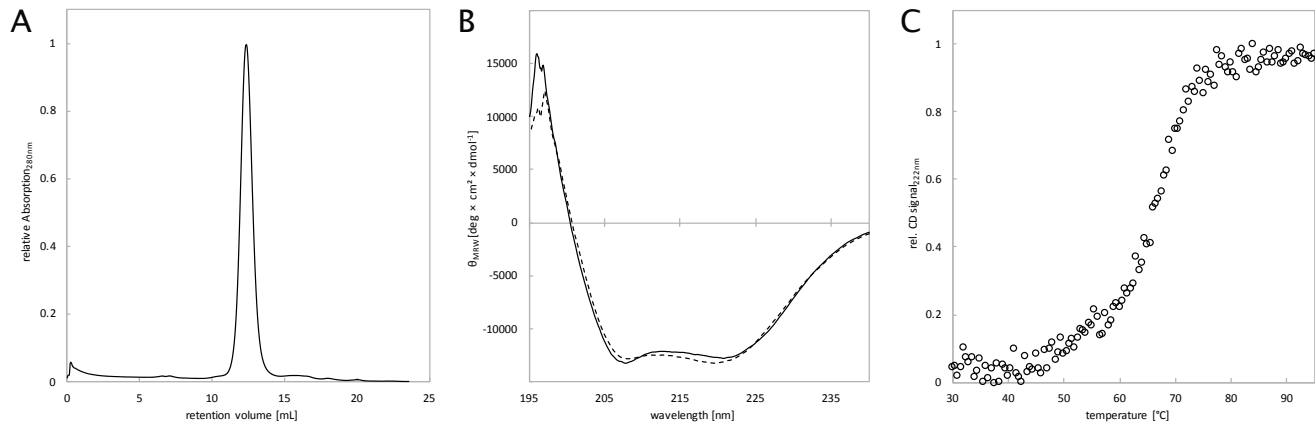 A
1
0.8
0.6
0.4
0.2
0
0 5 10 15 20 25
relative Absorption280nm
retention volume [mL]
B
15000
10000
5000
0
-5000
-10000
195 205 215 225 235
θMRW [deg × cm² × dmol⁻¹]
wavelength [nm]
C
1
0.8
0.6
0.4
0.2
0
30 40 50 60 70 80 90
rel. CD signal222nm
temperature [°C]